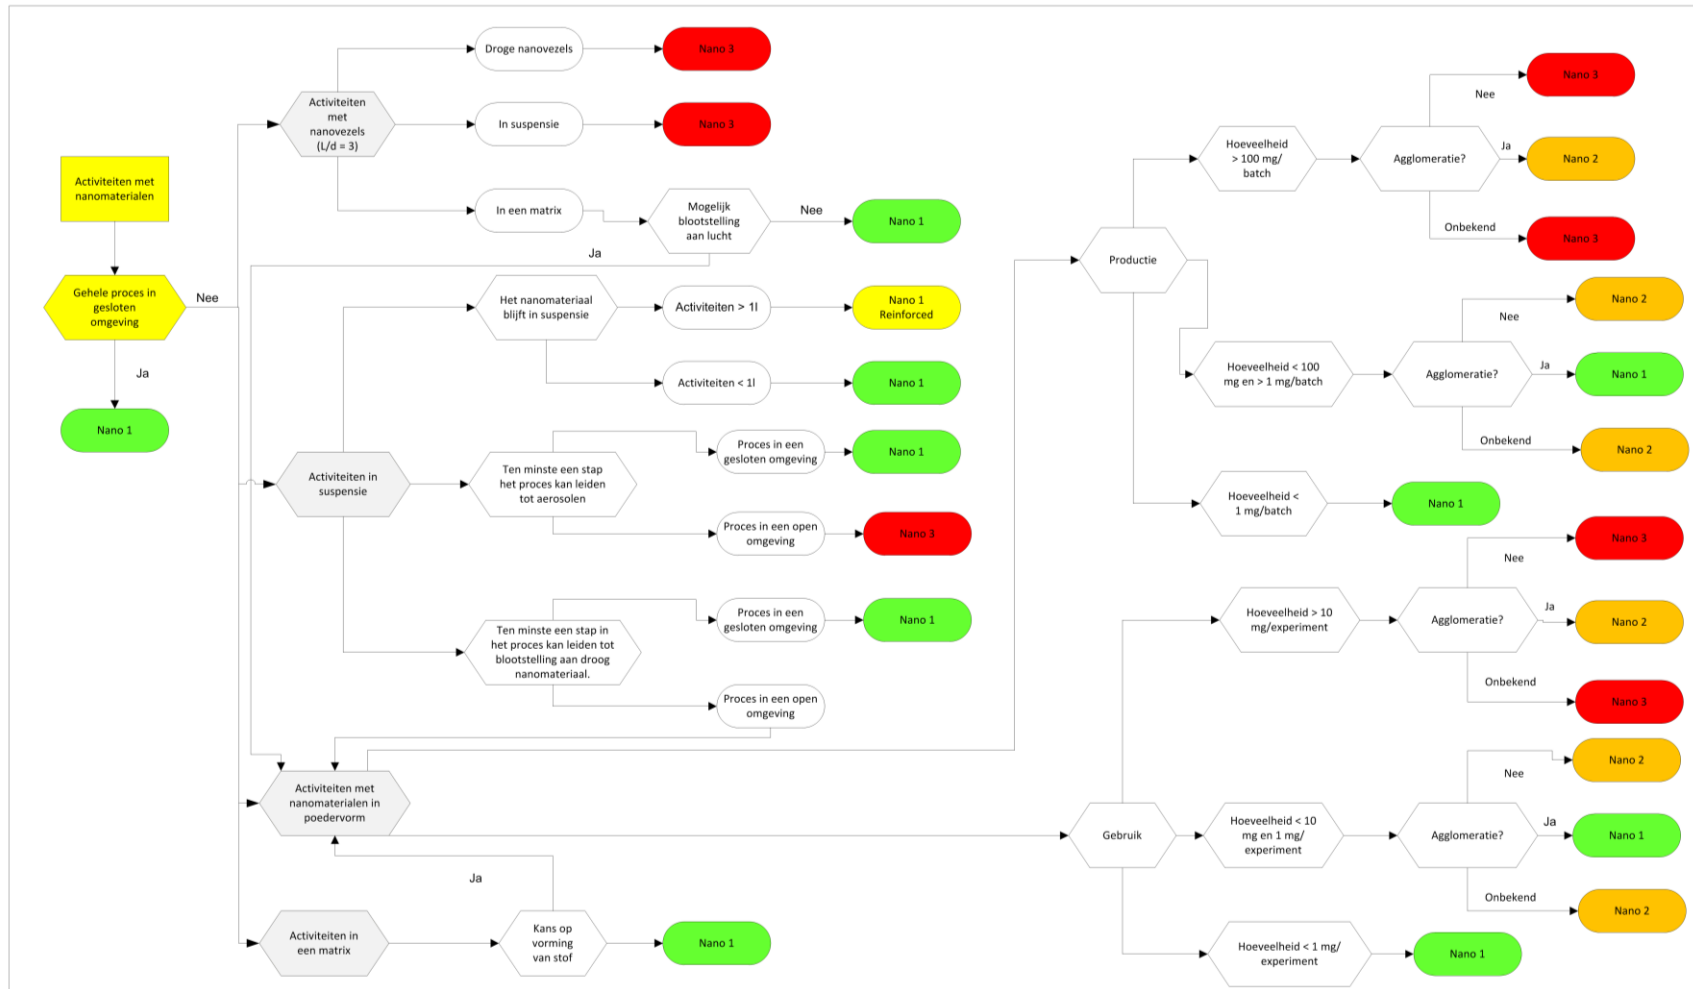 Activiteiten met
nanomaterialen
Gehele proces in
gesloten
omgeving
Nee
Ja
Nano 1
Activiteiten
met
nanovezels
(L/d = 3)
Droge nanovezels
Nano 3
In suspensie
Nano 3
In een matrix
Mogelijk
blootstelling
aan lucht
Nee
Nano 1
Ja
Activiteiten in
suspensie
Het nanomateriaal
blijft in suspensie
Activiteiten > 1l
Nano 1
Reinforced
Activiteiten < 1l
Nano 1
Ten minste een stap
het proces kan leiden
tot aerosolen
Proces in een
gesloten omgeving
Nano 1
Proces in een open
omgeving
Nano 3
Ten minste een stap in
het proces kan leiden tot
blootstelling aan droog
nanomateriaal.
Proces in een
gesloten omgeving
Nano 1
Proces in een open
omgeving
Activiteiten met
nanomaterialen in
poedervorm
Ja
Activiteiten in
een matrix
Kans op
vorming
van stof
Nano 1
Productie
Hoeveelheid
> 100 mg/
batch
Agglomeratie?
Nee
Nano 3
Ja
Nano 2
Onbekend
Nano 3
Hoeveelheid < 100
mg en > 1 mg/batch
Agglomeratie?
Nee
Nano 2
Ja
Nano 1
Onbekend
Nano 2
Hoeveelheid <
1 mg/batch
Nano 1
Gebruik
Hoeveelheid > 10
mg/experiment
Agglomeratie?
Nee
Nano 3
Ja
Nano 2
Onbekend
Nano 3
Hoeveelheid < 10
mg en 1 mg/
experiment
Agglomeratie?
Nee
Nano 2
Ja
Nano 1
Onbekend
Nano 2
Hoeveelheid < 1 mg/
experiment
Nano 1